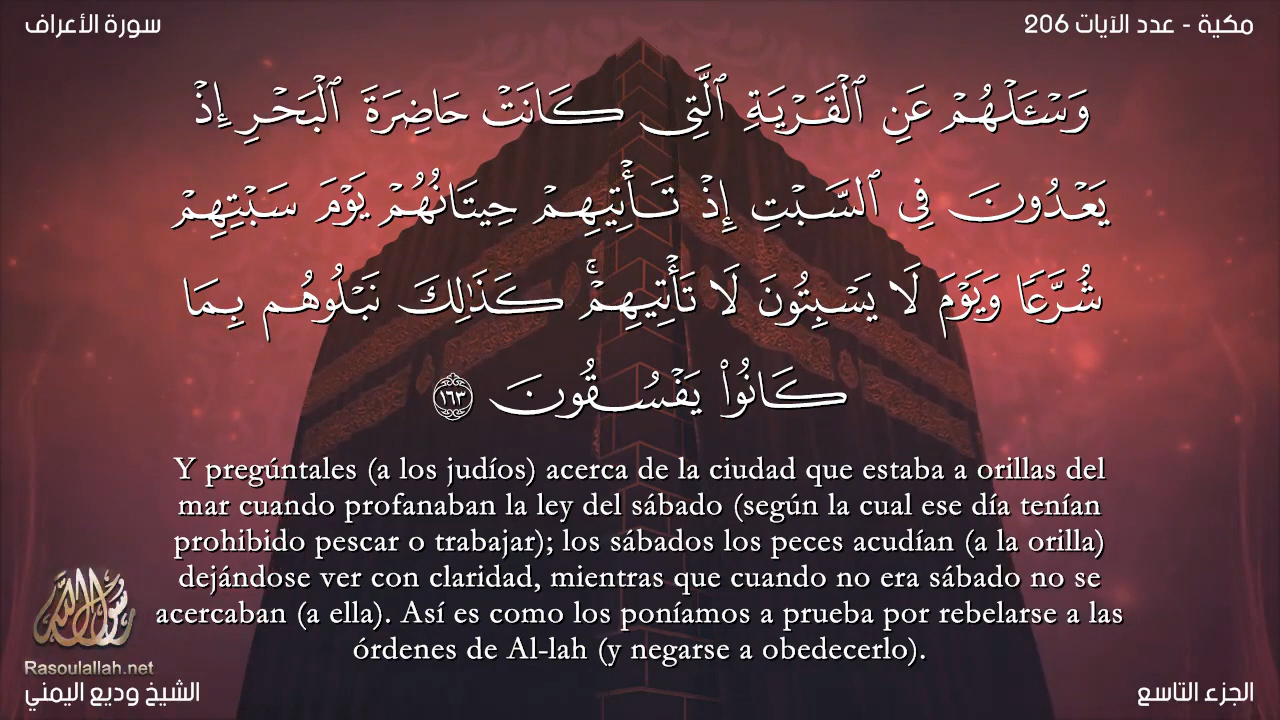 سورة الأعراف
مكية - عدد الآيات 206
وَسْـَٔلْهُمْ عَنِ ٱلْقَرْيَةِ ٱلَّتِى كَانَتْ حَاضِرَةَ ٱلْبَحْرِ إِذْ
يَعْدُونَ فِى ٱلسَّبْتِ إِذْ تَأْتِيهِمْ حِيتَانُهُمْ يَوْمَ سَبْتِهِمْ
شُرَّعًا وَيَوْمَ لَا يَسْبِتُونَ لَا تَأْتِيهِمْ ۚ كَذَٰلِكَ نَبْلُوهُم بِمَا
كَانُوا۟ يَفْسُقُونَ ١٦٣
Y pregúntales (a los judíos) acerca de la ciudad que estaba a orillas del
mar cuando profanaban la ley del sábado (según la cual ese día tenían
prohibido pescar o trabajar); los sábados los peces acudían (a la orilla)
dejándose ver con claridad, mientras que cuando no era sábado no se
acercaban (a ella). Así es como los poníamos a prueba por rebelarse a las
órdenes de Al-lah (y negarse a obedecerlo).
رسول الله
Rasoulallah.net
الشيخ وديع اليمني
الجزء التاسع